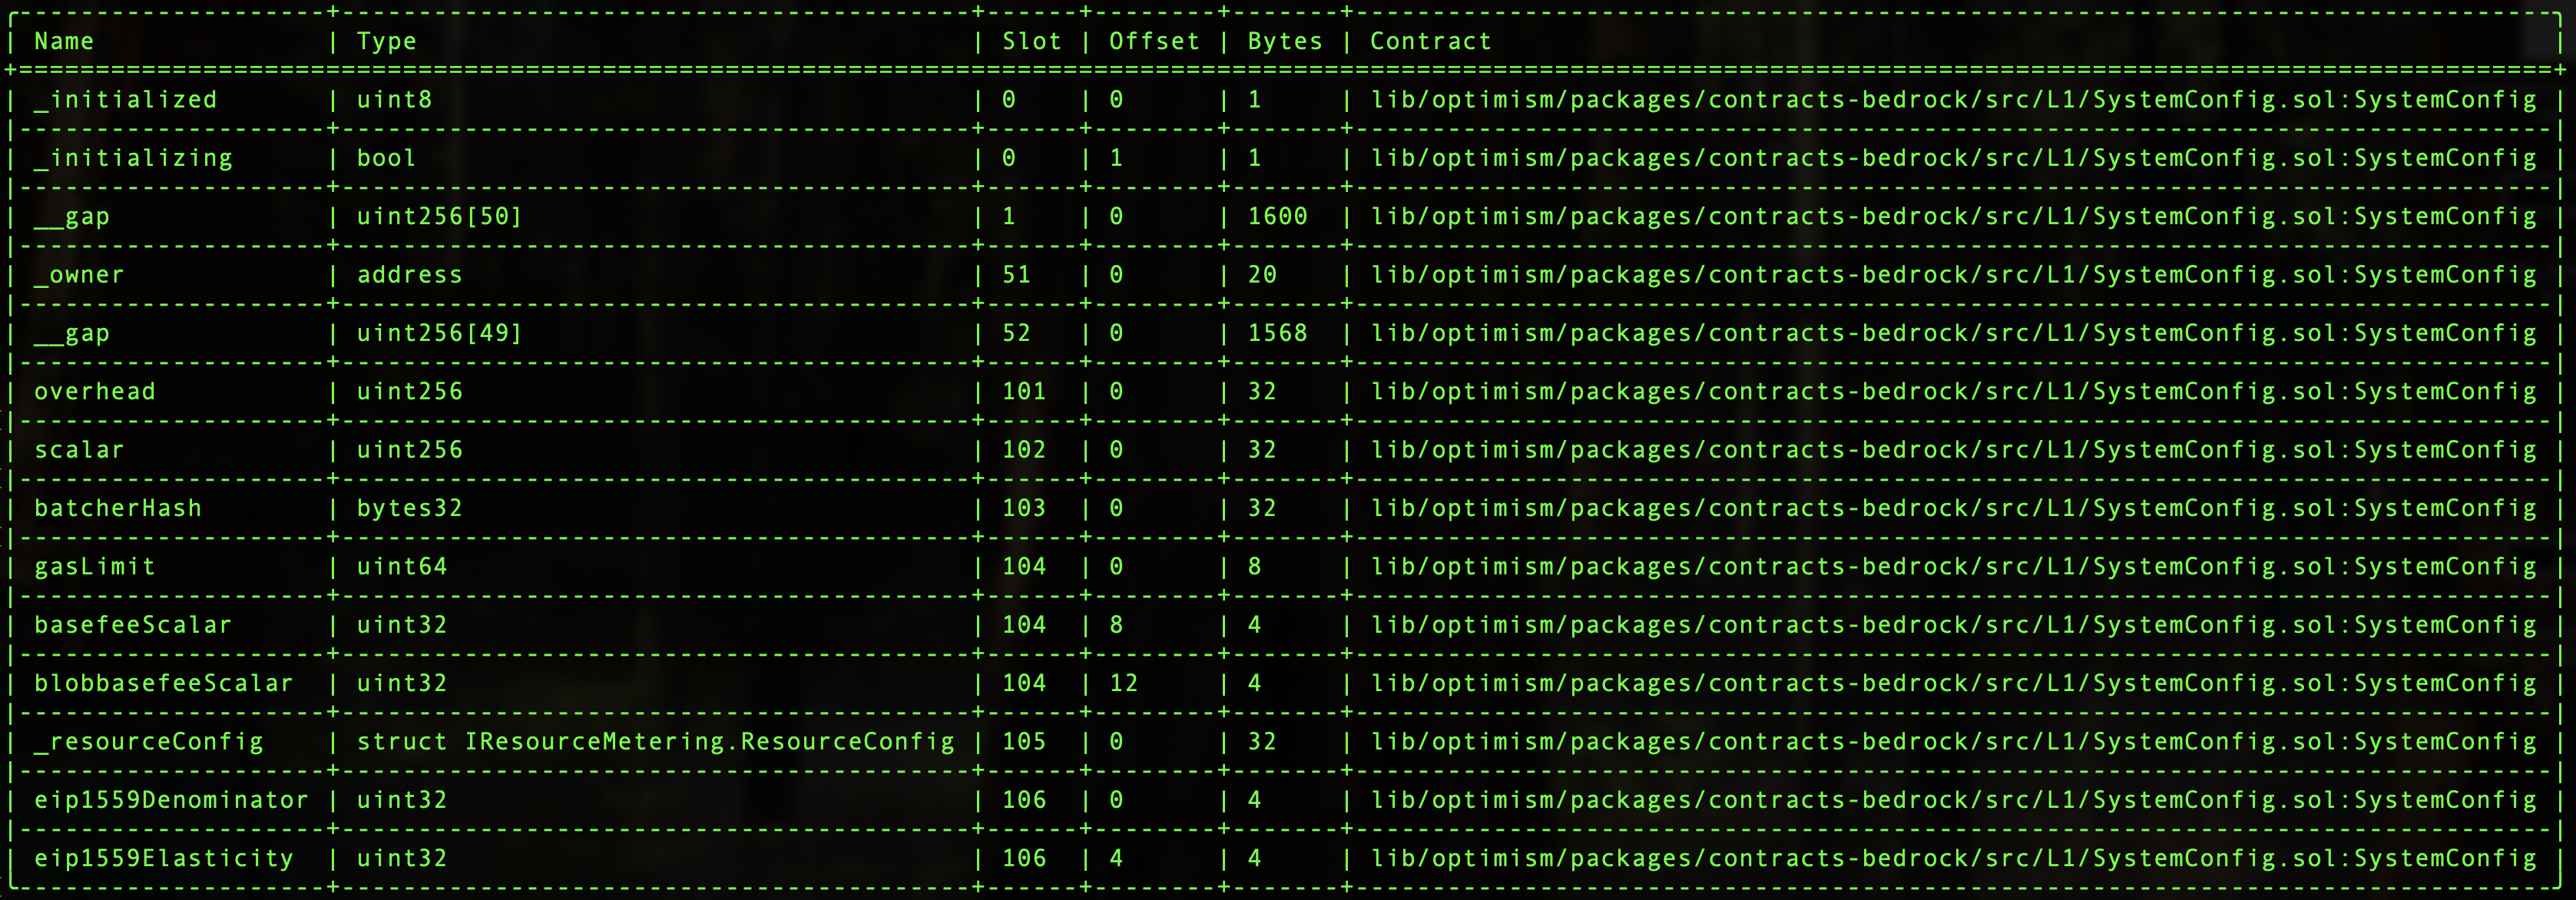 Name | Type | Slot | Offset | Bytes | Contract
_initialized | uint8 | 0 | 0 | 1 | lib/optimism/packages/contracts-bedrock/src/L1/SystemConfig.sol:SystemConfig
_initializing | bool | 0 | 1 | 1 | lib/optimism/packages/contracts-bedrock/src/L1/SystemConfig.sol:SystemConfig
__gap | uint256[50] | 1 | 0 | 1600 | lib/optimism/packages/contracts-bedrock/src/L1/SystemConfig.sol:SystemConfig
_owner | address | 51 | 0 | 20 | lib/optimism/packages/contracts-bedrock/src/L1/SystemConfig.sol:SystemConfig
__gap | uint256[49] | 52 | 0 | 1568 | lib/optimism/packages/contracts-bedrock/src/L1/SystemConfig.sol:SystemConfig
overhead | uint256 | 101 | 0 | 32 | lib/optimism/packages/contracts-bedrock/src/L1/SystemConfig.sol:SystemConfig
scalar | uint256 | 102 | 0 | 32 | lib/optimism/packages/contracts-bedrock/src/L1/SystemConfig.sol:SystemConfig
batcherHash | bytes32 | 103 | 0 | 32 | lib/optimism/packages/contracts-bedrock/src/L1/SystemConfig.sol:SystemConfig
gasLimit | uint64 | 104 | 0 | 8 | lib/optimism/packages/contracts-bedrock/src/L1/SystemConfig.sol:SystemConfig
basefeeScalar | uint32 | 104 | 8 | 4 | lib/optimism/packages/contracts-bedrock/src/L1/SystemConfig.sol:SystemConfig
blobbasefeeScalar | uint32 | 104 | 12 | 4 | lib/optimism/packages/contracts-bedrock/src/L1/SystemConfig.sol:SystemConfig
_resourceConfig | struct IResourceMetering.ResourceConfig | 105 | 0 | 32 | lib/optimism/packages/contracts-bedrock/src/L1/SystemConfig.sol:SystemConfig
eip1559Denominator | uint32 | 106 | 0 | 4 | lib/optimism/packages/contracts-bedrock/src/L1/SystemConfig.sol:SystemConfig
eip1559Elasticity | uint32 | 106 | 4 | 4 | lib/optimism/packages/contracts-bedrock/src/L1/SystemConfig.sol:SystemConfig